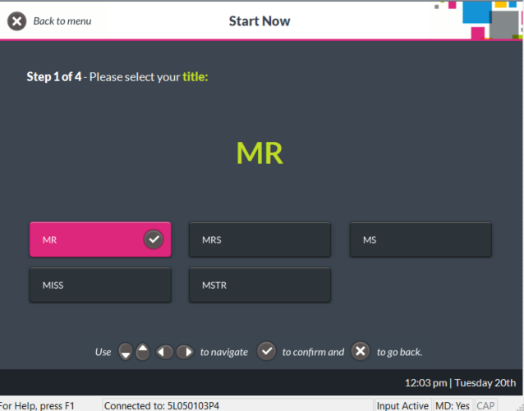 Back to menu
Start Now
Step 1 of 4 - Please select your title:
MR
MR
MRS
MS
MISS
MSTR
Use to navigate to confirm and to go back.
12:03 pm | Tuesday 20th
For Help, press F1
Connected to: 5L050103P4
Input Active
MD: Yes
CAP